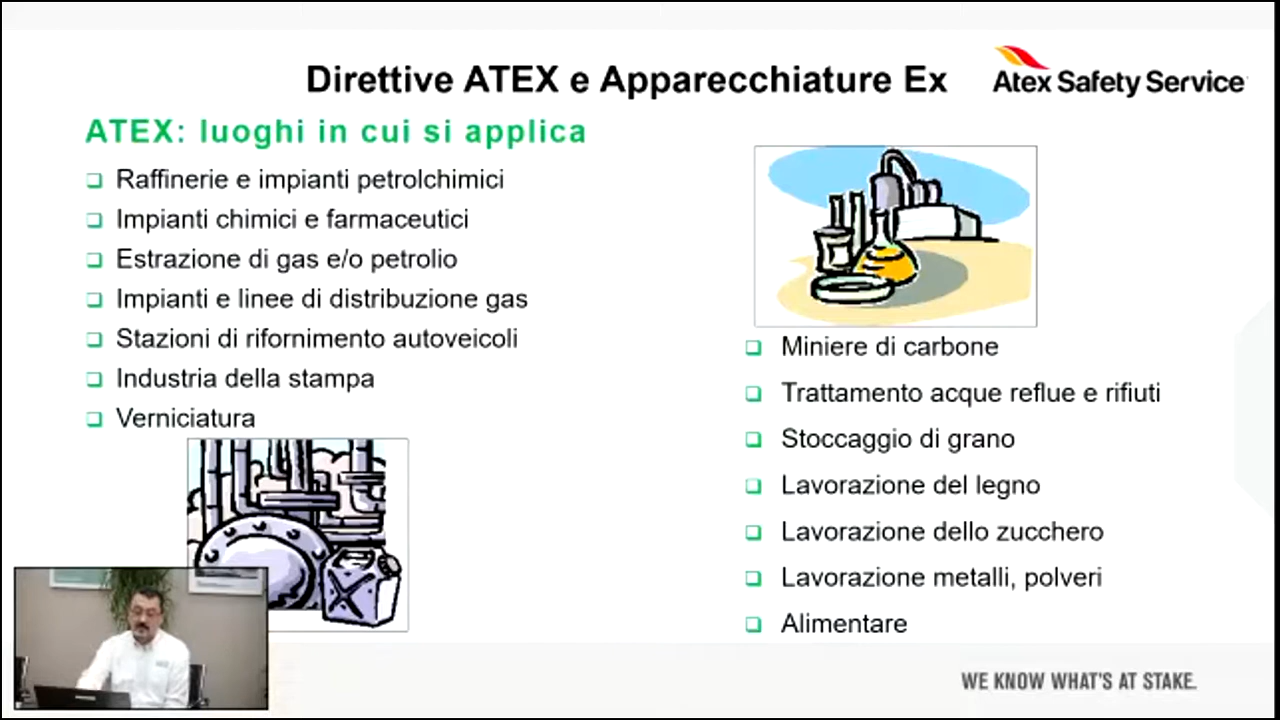 Direttive ATEX e Apparecchiature Ex
Atex Safety Service
ATEX: luoghi in cui si applica
Raffinerie e impianti petrolchimici
Impianti chimici e farmaceutici
Estrazione di gas e/o petrolio
Impianti e linee di distribuzione gas
Stazioni di rifornimento autoveicoli
Industria della stampa
Verniciatura
Miniere di carbone
Trattamento acque reflue e rifiuti
Stoccaggio di grano
Lavorazione del legno
Lavorazione dello zucchero
Lavorazione metalli, polveri
Alimentare
WE KNOW WHAT'S AT STAKE.